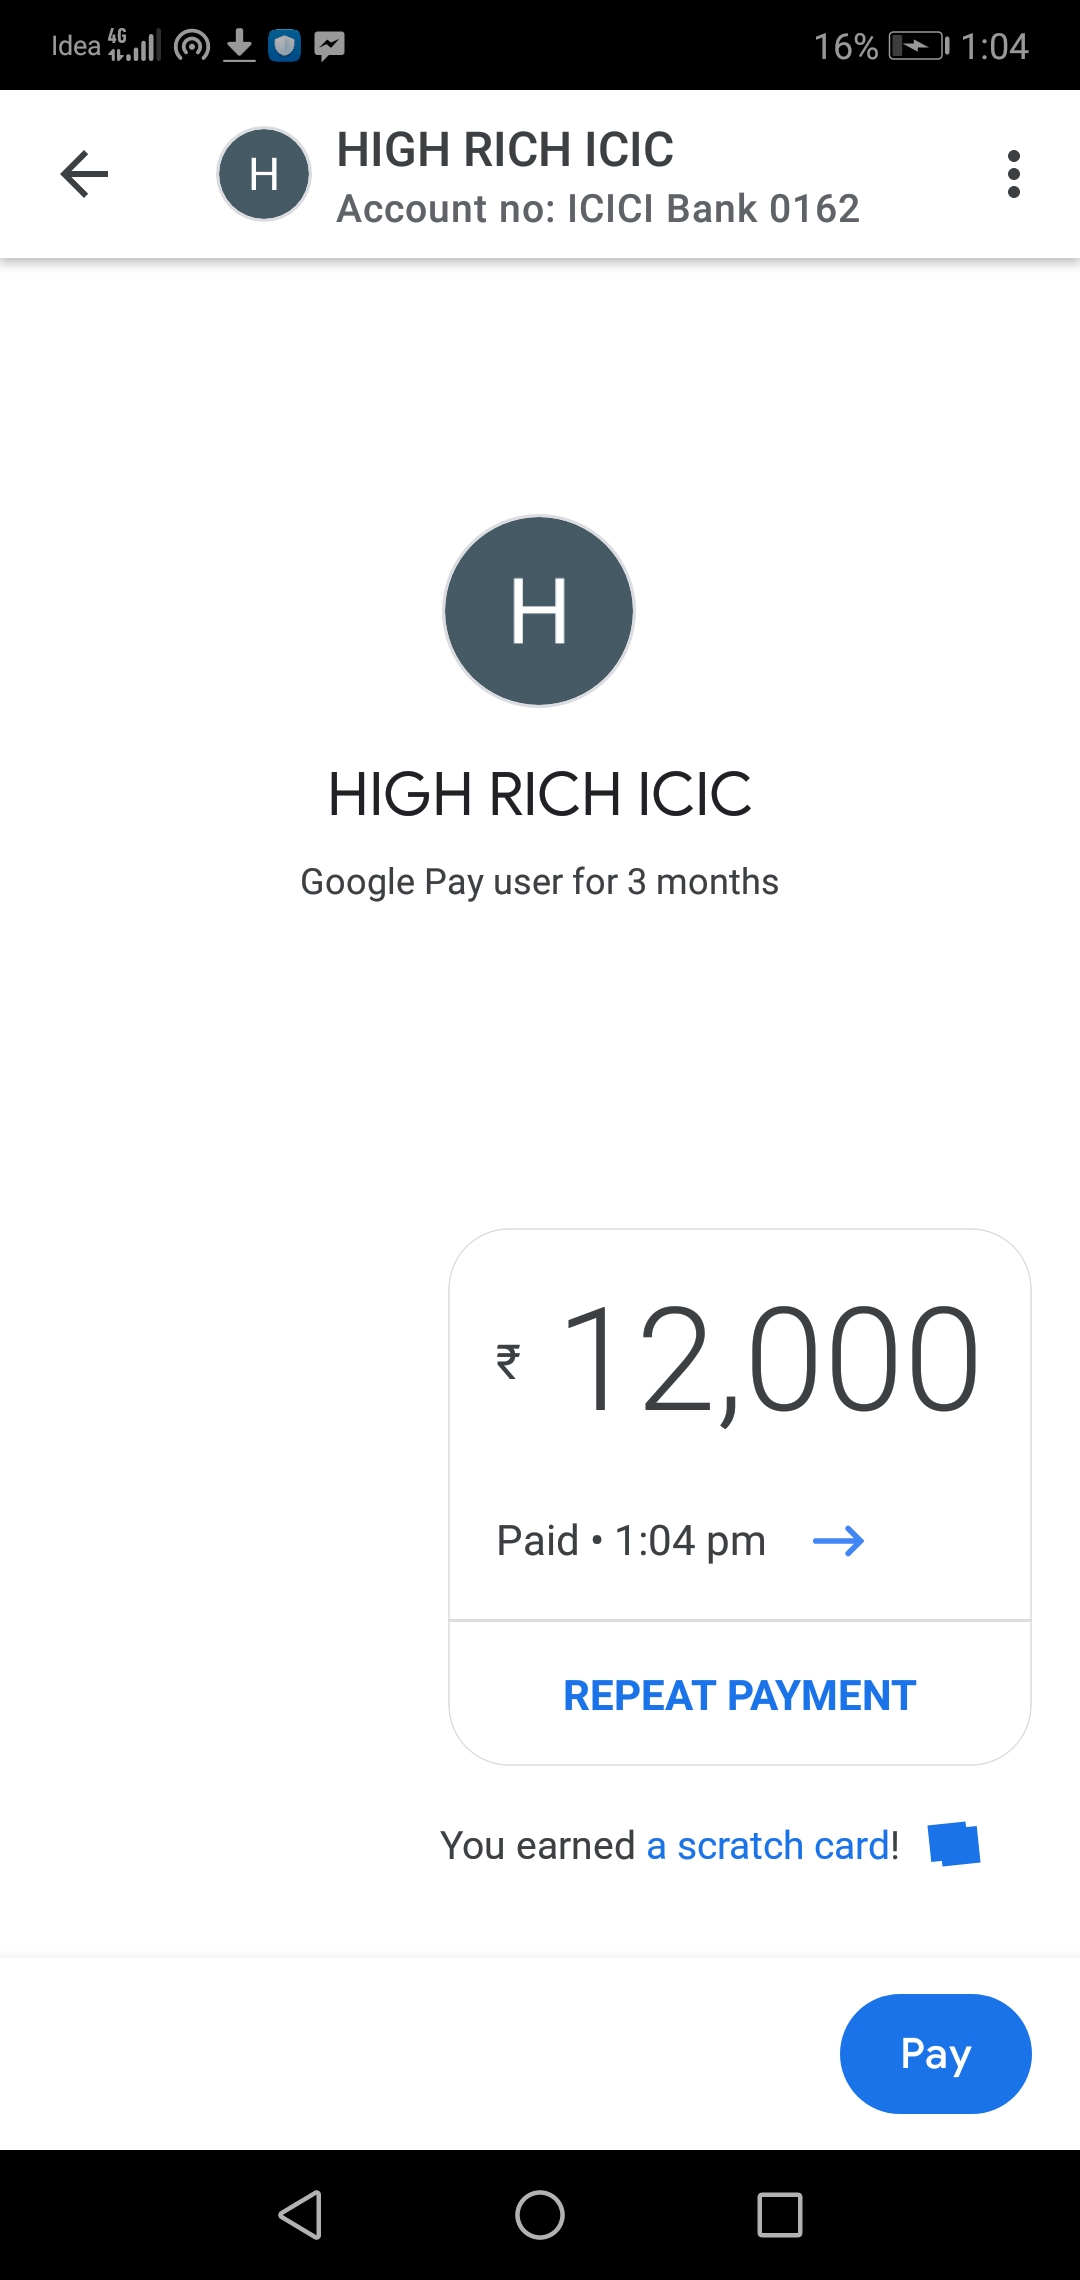 Idea 4G 16% 1:04
H
HIGH RICH ICIC
Account no: ICICI Bank 0162
H
HIGH RICH ICIC
Google Pay user for 3 months
₹ 12,000
Paid • 1:04 pm
REPEAT PAYMENT
You earned a scratch card!
Pay